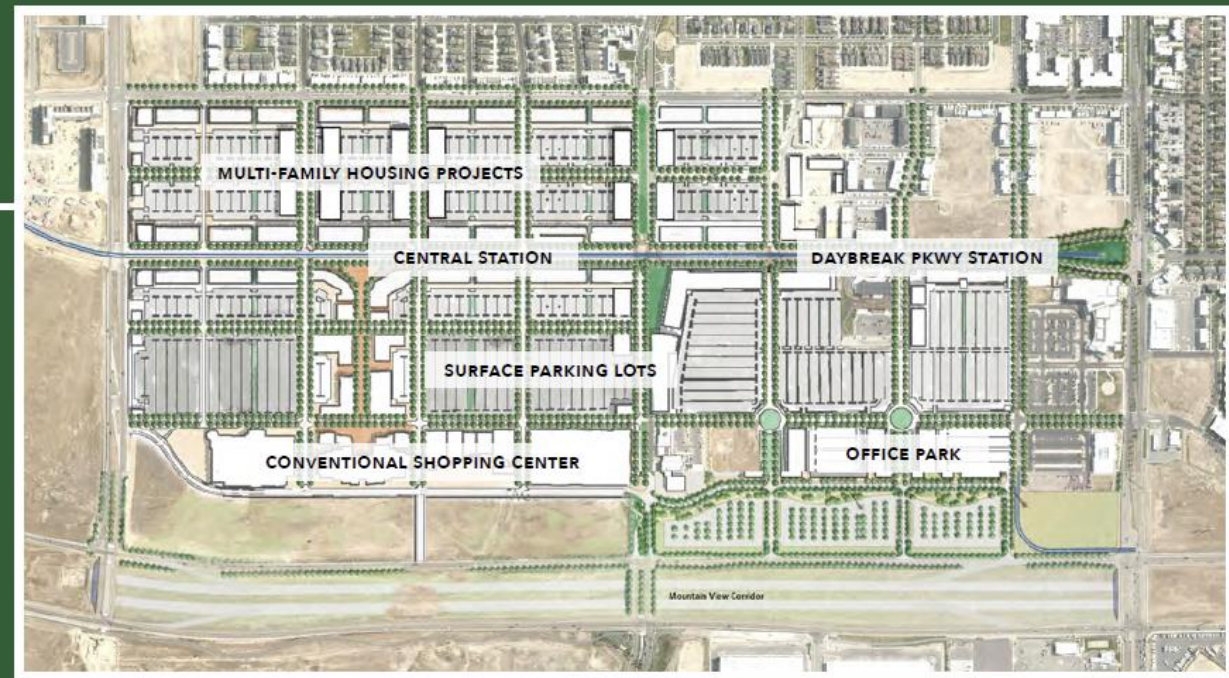 MULTI-FAMILY HOUSING PROJECTS
CENTRAL STATION
DAYBREAK PKWY STATION
SURFACE PARKING LOTS
CONVENTIONAL SHOPPING CENTER
OFFICE PARK
Mountain View Corridor